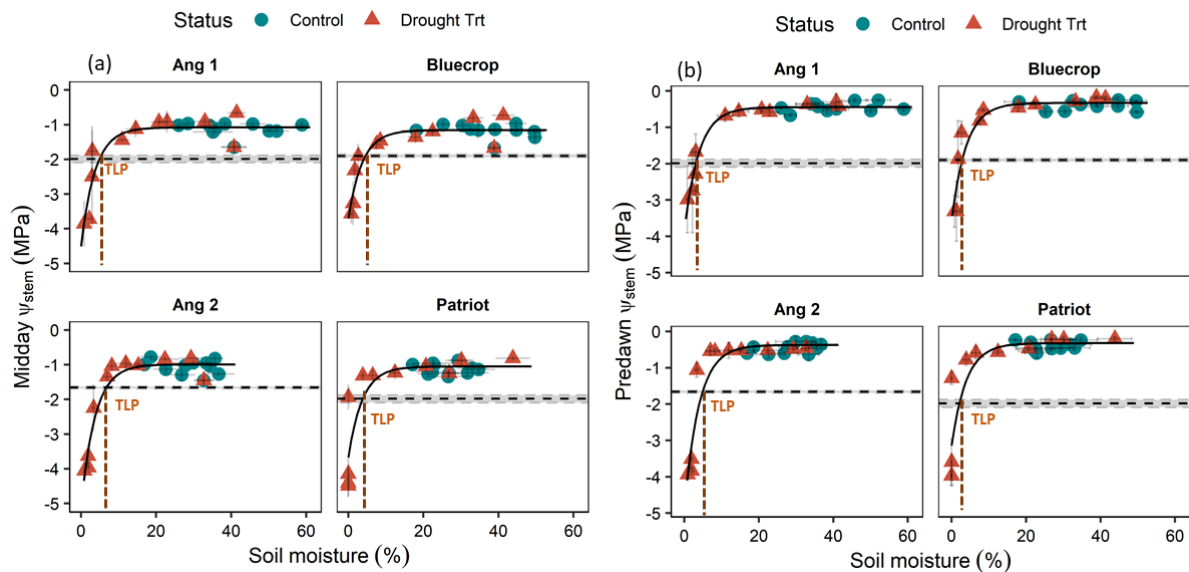 Status Control Drought Trt
(a)
Ang 1 Bluecrop
0
-1
-2
-3
-4
-5
TLP TLP
Ang 2 Patriot
0
-1
-2
-3
-4
-5
TLP TLP
0 20 40 60 0 20 40 60
Midday ψstem (MPa)
Soil moisture (%)
Status Control Drought Trt
(b)
Ang 1 Bluecrop
0
-1
-2
-3
-4
-5
TLP TLP
Ang 2 Patriot
0
-1
-2
-3
-4
-5
TLP TLP
0 20 40 60 0 20 40 60
Predawn ψstem (MPa)
Soil moisture (%)